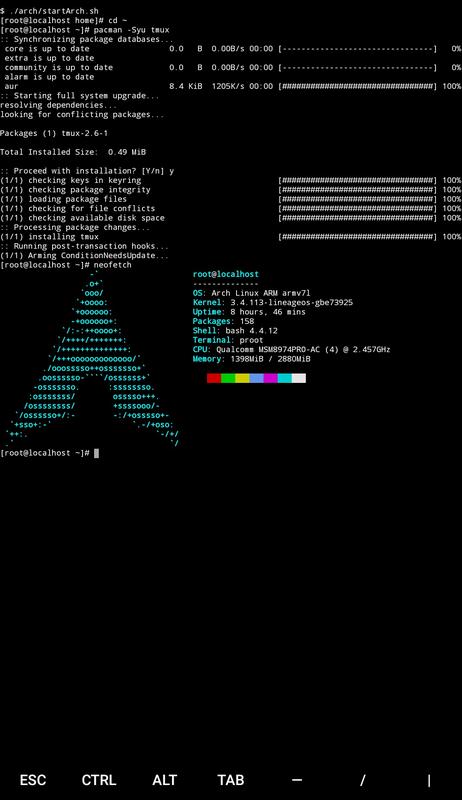 $ ./arch/startArch.sh
[root@localhost home]# cd ~
[root@localhost ~]# pacman -Syu tmux
:: Synchronizing package databases...
 core is up to date            0.0   B  0.00B/s 00:00 [--------------------------------]   0%
 extra is up to date
 community is up to date       0.0   B  0.00B/s 00:00 [--------------------------------]   0%
 alarm is up to date
 aur                           8.4 KiB  1205K/s 00:00 [################################] 100%
:: Starting full system upgrade...
resolving dependencies...
looking for conflicting packages...
Packages (1) tmux-2.6-1
Total Installed Size:  0.49 MiB
:: Proceed with installation? [Y/n] y
(1/1) checking keys in keyring                        [################################] 100%
(1/1) checking package integrity                      [################################] 100%
(1/1) loading package files                           [################################] 100%
(1/1) checking for file conflicts                     [################################] 100%
(1/1) checking available disk space                   [################################] 100%
:: Processing package changes...
(1/1) installing tmux                                 [################################] 100%
:: Running post-transaction hooks...
(1/1) Arming ConditionNeedsUpdate...
[root@localhost ~]# neofetch
root@localhost
--------------
OS: Arch Linux ARM armv7l
Kernel: 3.4.113-lineageos-gbe73925
Uptime: 8 hours, 46 mins
Packages: 158
Shell: bash 4.4.12
Terminal: proot
CPU: Qualcomm MSM8974PRO-AC (4) @ 2.457GHz
Memory: 1398MiB / 2880MiB
[root@localhost ~]#
ESC CTRL ALT TAB — / |